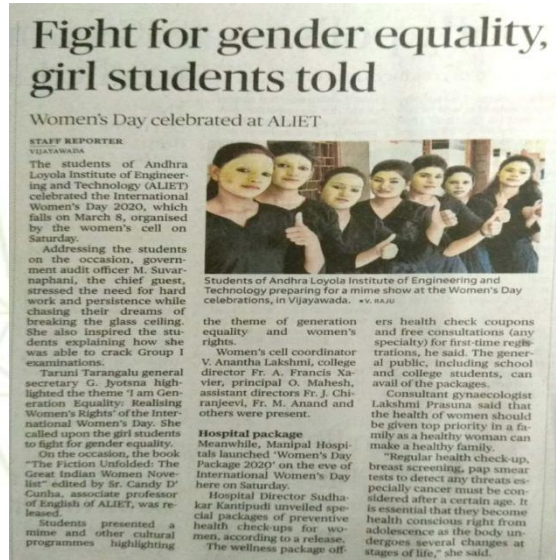 Fight for gender equality,
girl students told
Women's Day celebrated at ALIET
STAFF REPORTER
VIJAYAWADA
The students of Andhra
Loyola Institute of Engineer-
ing and Technology (ALIET)
celebrated the International
Women's Day 2020, which
falls on March 8, organised
by the women's cell on
Saturday.
Addressing the students
on the occasion, govern-
ment audit officer M. Suvar-
naphani, the chief guest,
stressed the need for hard
work and persistence while
chasing their dreams of
breaking the glass ceiling.
She also inspired the stu-
dents explaining how she
was able to crack Group I
examinations.
Taruni Tarangalu general
secretary G. Jyotsna high-
lighted the theme 'I am Gen-
eration Equality: Realising
Women's Rights' of the Inter-
national Women's Day. She
called upon the girl students
to fight for gender equality.
On the occasion, the book
"The Fiction Unfolded: The
Great Indian Women Nove-
list" edited by Sr. Candy D'
Cunha, associate professor
of English of ALIET, was re-
leased.
Students presented a
mime and other cultural
programmes highlighting
Students of Andhra Loyola Institute of Engineering and
Technology preparing for a mime show at the Women's Day
celebrations, in Vijayawada. • V. RAJU
the theme of generation
equality and women's
rights.
Women's cell coordinator
V. Anantha Lakshmi, college
director Fr. A. Francis Xa-
vier, principal O. Mahesh,
assistant directors Fr. J. Chi-
ranjeevi, Fr. M. Anand and
others were present.
Hospital package
Meanwhile, Manipal Hospi-
tals launched 'Women's Day
Package 2020' on the eve of
International Women's Day
here on Saturday.
Hospital Director Sudha-
kar Kantipudi unveiled spe-
cial packages of preventive
health check-ups for wo-
men, according to a release.
The wellness package off-
ers health check coupons
and free consultations (any
specialty) for first-time regis-
trations, he said. The gener-
al public, including school
and college students, can
avail of the packages.
Consultant gynaecologist
Lakshmi Prasuna said that
the health of women should
be given top priority in a fa-
mily as a healthy woman can
make a healthy family.
"Regular health check-up,
breast screening, pap smear
tests to detect any threats es-
pecially cancer must be con-
sidered after a certain age. It
is essential that they become
health conscious right from
adolescence as the body un-
dergoes several changes at
stages of life," she said.